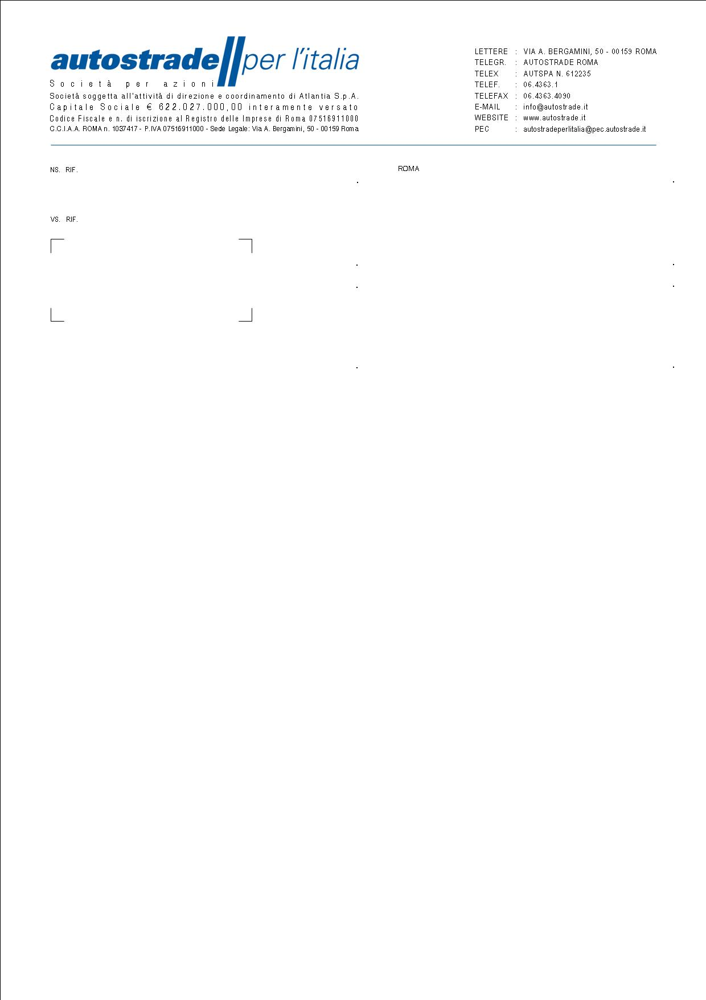 autostrade per l'italia
Società per azioni
Società soggetta all'attività di direzione e coordinamento di Atlantia S.p.A.
Capitale Sociale € 622.027.000,00 interamente versato
Codice Fiscale e n. di iscrizione al Registro delle Imprese di Roma 07516911000
C.C.I.A.A. ROMA n. 1037417 - P.IVA 07516911000 - Sede Legale: Via A. Bergamini, 50 - 00159 Roma
LETTERE : VIA A. BERGAMINI, 50 - 00159 ROMA
TELEGR. : AUTOSTRADE ROMA
TELEX : AUTSPA N. 612235
TELEF. : 06.4363.1
TELEFAX : 06.4363.4090
E-MAIL : info@autostrade.it
WEBSITE : www.autostrade.it
PEC : autostradeperlitalia@pec.autostrade.it
NS. RIF.
ROMA
VS. RIF.